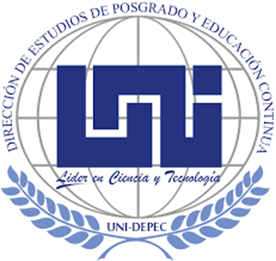 DIRECCIÓN DE ESTUDIOS DE POSGRADO Y EDUCACIÓN CONTINUA
UNI
Líder en Ciencia y Tecnología
UNI-DEPEC